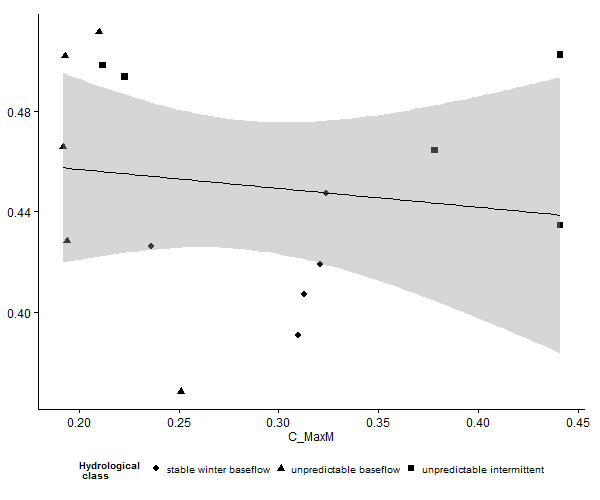 0.48
0.44
0.40
0.20 0.25 0.30 0.35 0.40 0.45
C_MaxM
Hydrological
class
stable winter baseflow unpredictable baseflow unpredictable intermittent